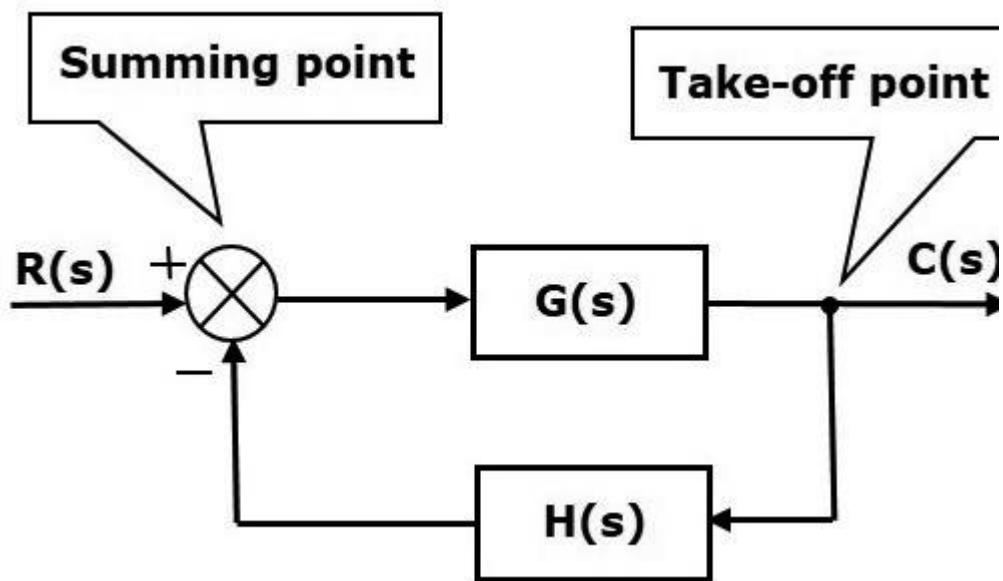 Summing point
Take-off point
R(s)
+
C(s)
G(s)
−
H(s)